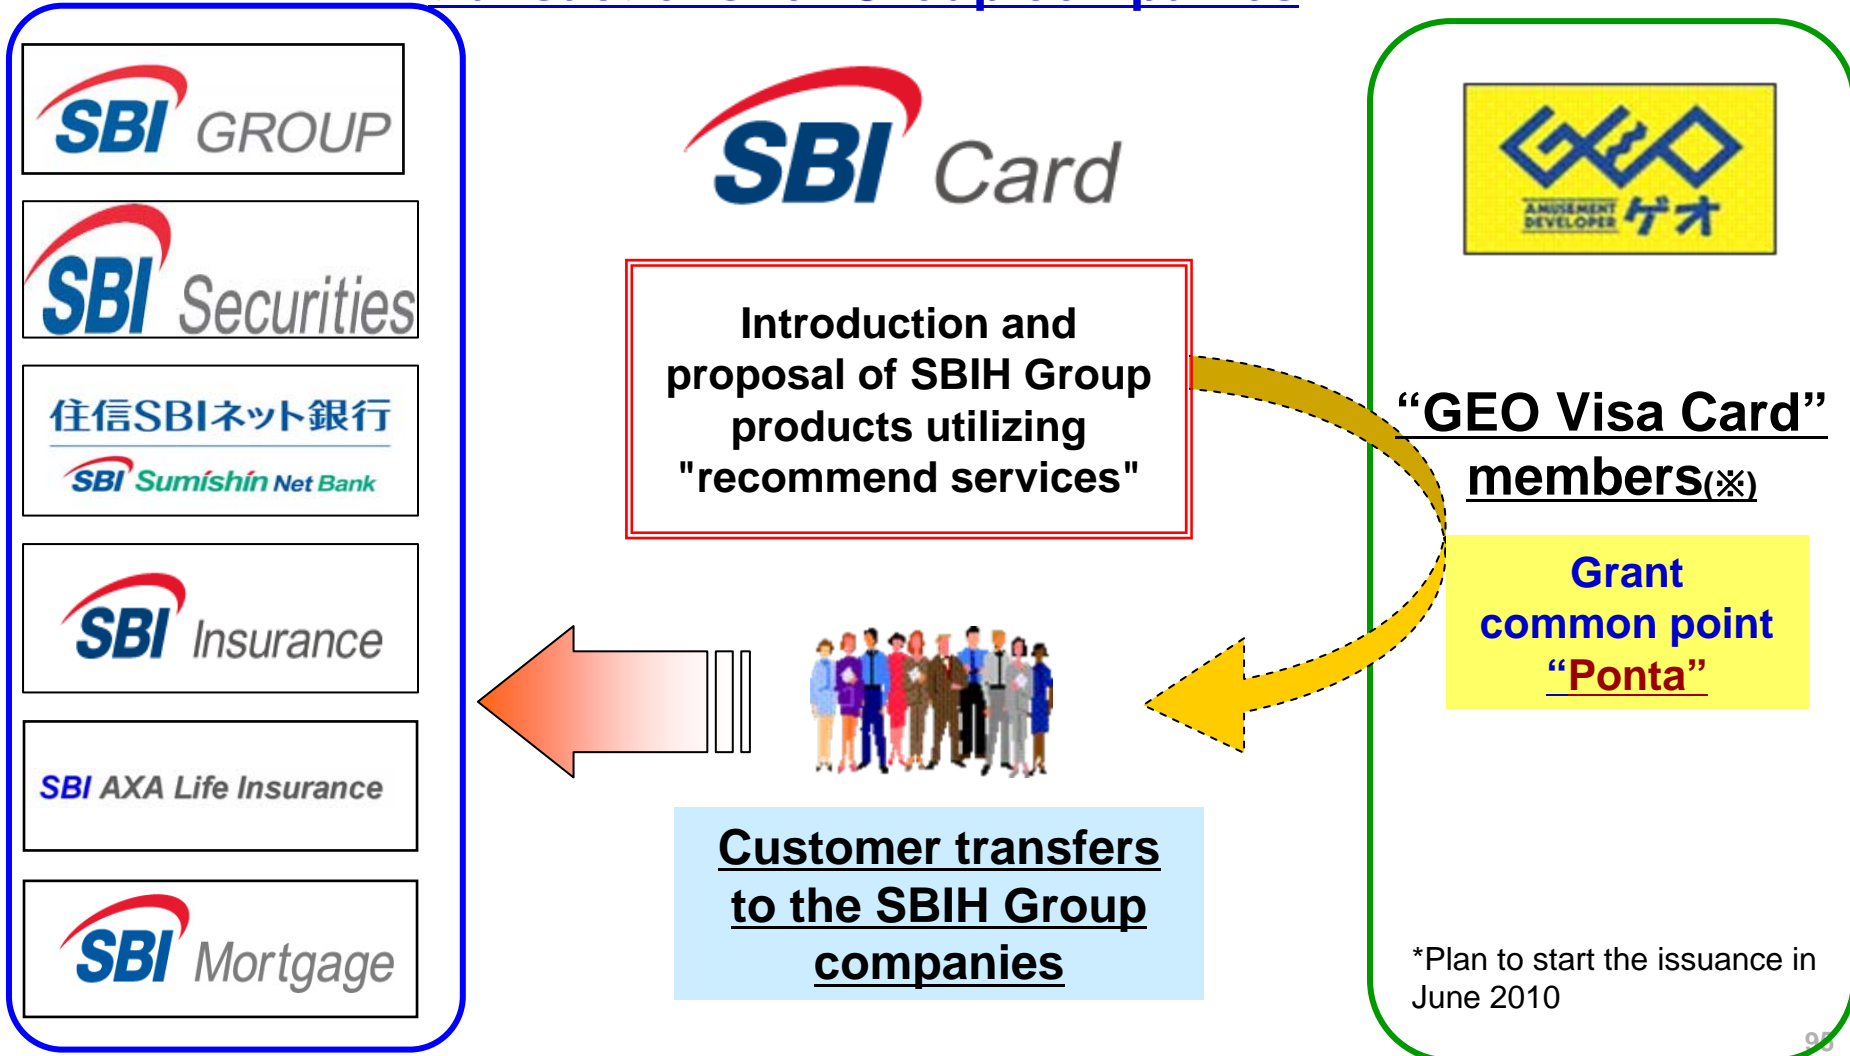 SBI GROUP
SBI Securities
住信SBIネット銀行
SBI Sumishin Net Bank
SBI Insurance
SBI AXA Life Insurance
SBI Mortgage
SBI Card
Introduction and
proposal of SBIH Group
products utilizing
"recommend services"
Customer transfers
to the SBIH Group
companies
GEO
AMUSEMENT
DEVELOPER ゲオ
“GEO Visa Card”
members(※)
Grant
common point
“Ponta”
*Plan to start the issuance in
June 2010
95